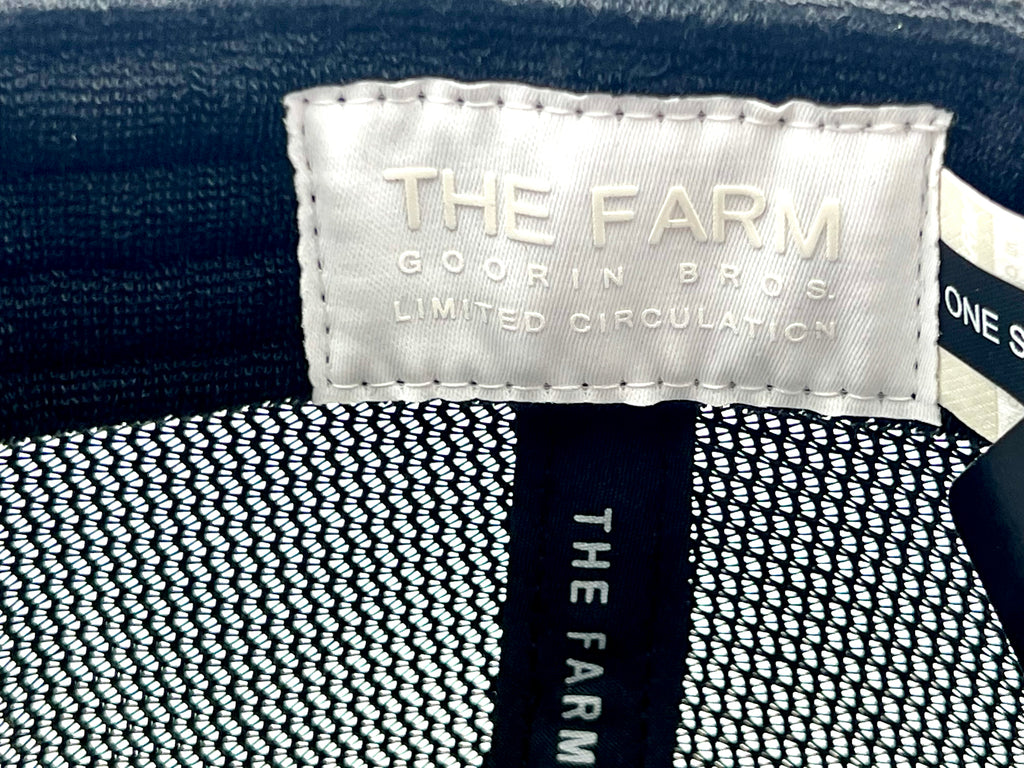 THE FARM
GOORIN BROS.
LIMITED CIRCULATION
ONE S
THE FARM